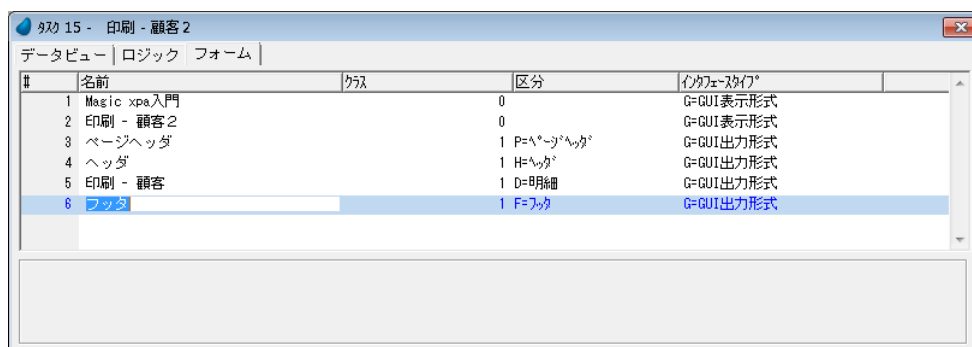 ﾀｽｸ 15 - 印刷 - 顧客２
データビュー ロジック フォーム
# 名前 ｸﾗｽ 区分 ｲﾝﾀﾌｪｰｽﾀｲﾌﾟ
1 Magic xpa入門 0 G=GUI表示形式
2 印刷 - 顧客２ 0 G=GUI表示形式
3 ページヘッダ 1 P=ﾍﾟｰｼﾞﾍｯﾀﾞ G=GUI出力形式
4 ヘッダ 1 H=ﾍｯﾀﾞ G=GUI出力形式
5 印刷 - 顧客 1 D=明細 G=GUI出力形式
6 フッタ 1 F=ﾌｯﾀ G=GUI出力形式